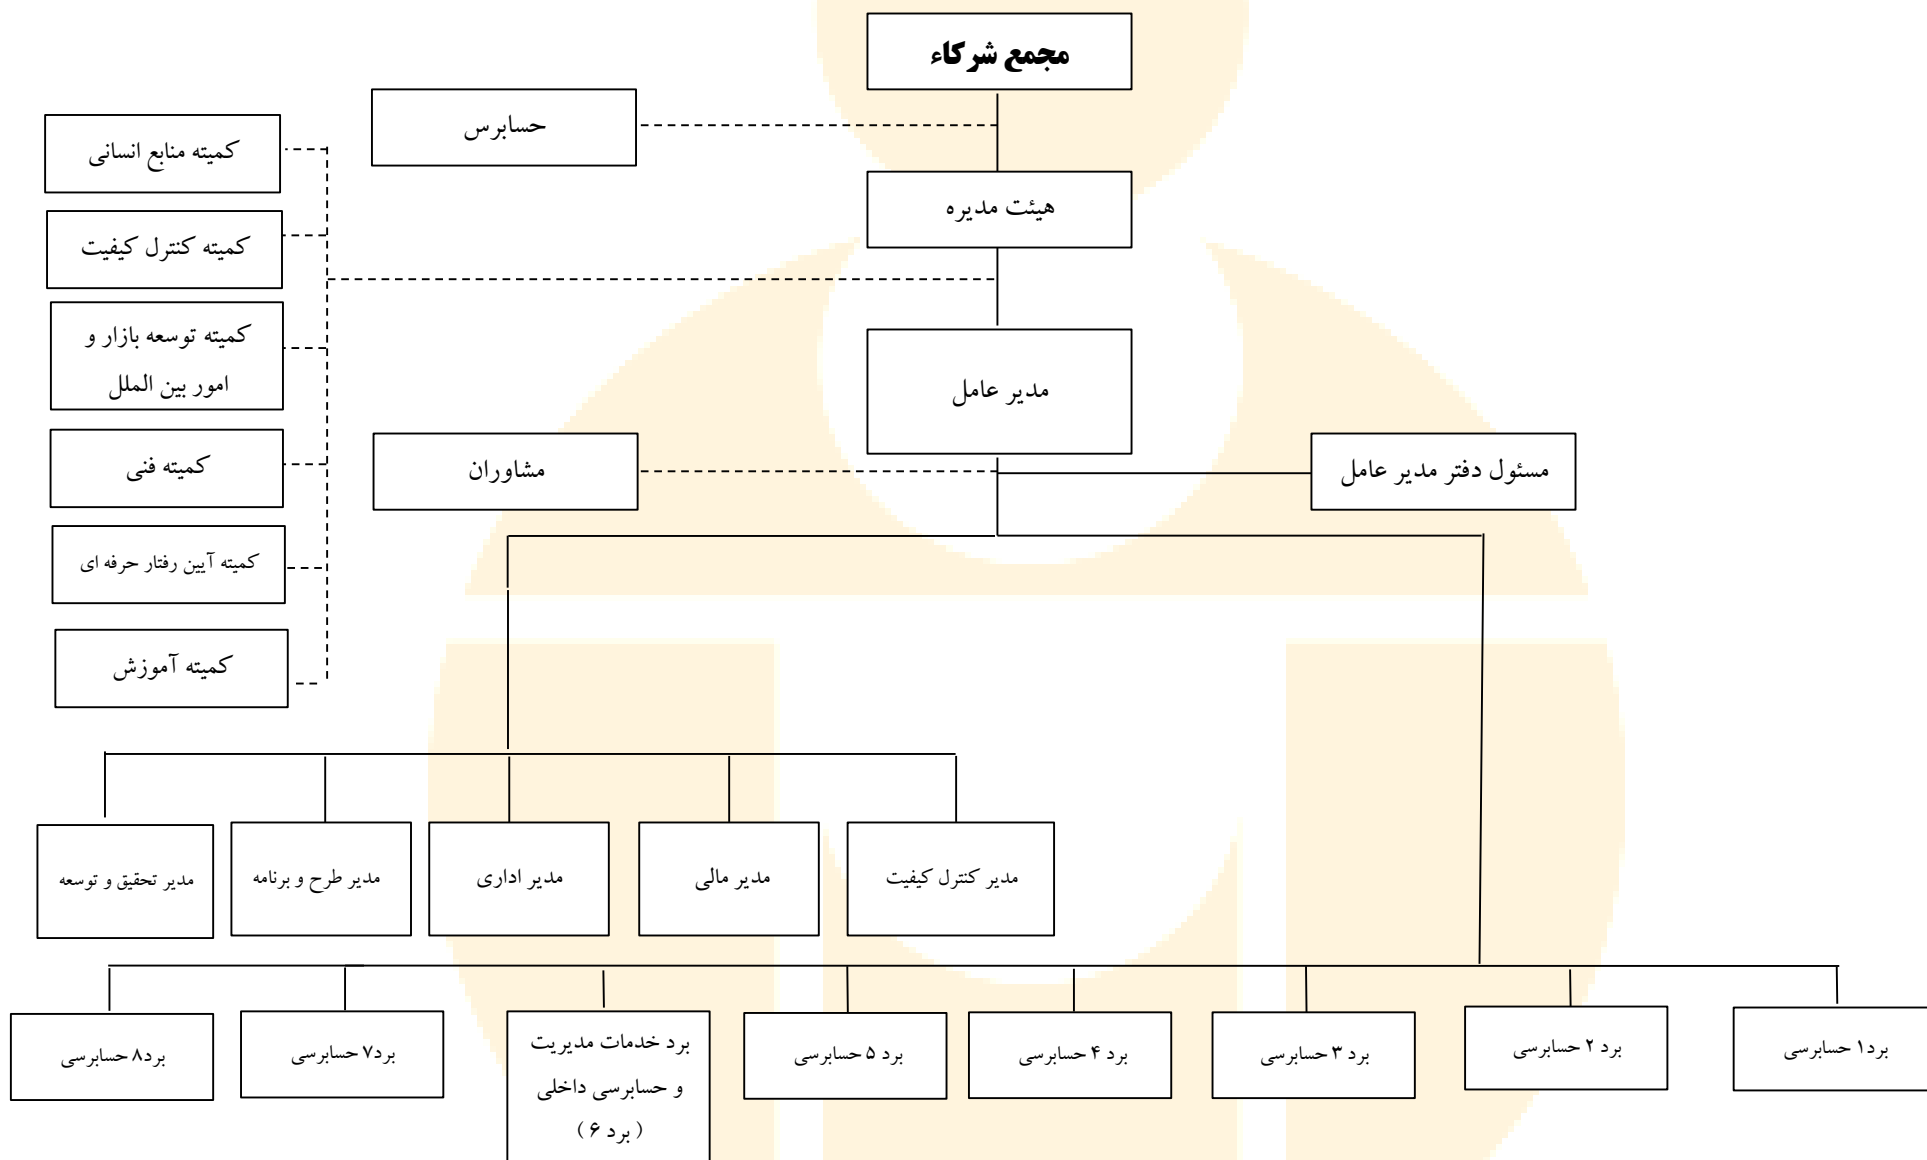 مجمع شرکاء
حسابرس
کمیته منابع انسانی
هیئت مدیره
کمیته کنترل کیفیت
کمیته توسعه بازار و
امور بین الملل
مدیر عامل
مسئول دفتر مدیر عامل
مشاوران
کمیته فنی
کمیته آیین رفتار حرفه ای
کمیته آموزش
مدیر کنترل کیفیت
مدیر مالی
مدیر اداری
مدیر طرح و برنامه
مدیر تحقیق و توسعه
برد۱ حسابرسی
برد ۲ حسابرسی
برد ۳ حسابرسی
برد ۴ حسابرسی
برد ۵ حسابرسی
برد خدمات مدیریت
و حسابرسی داخلی
( برد ۶ )
برد۷ حسابرسی
برد۸ حسابرسی